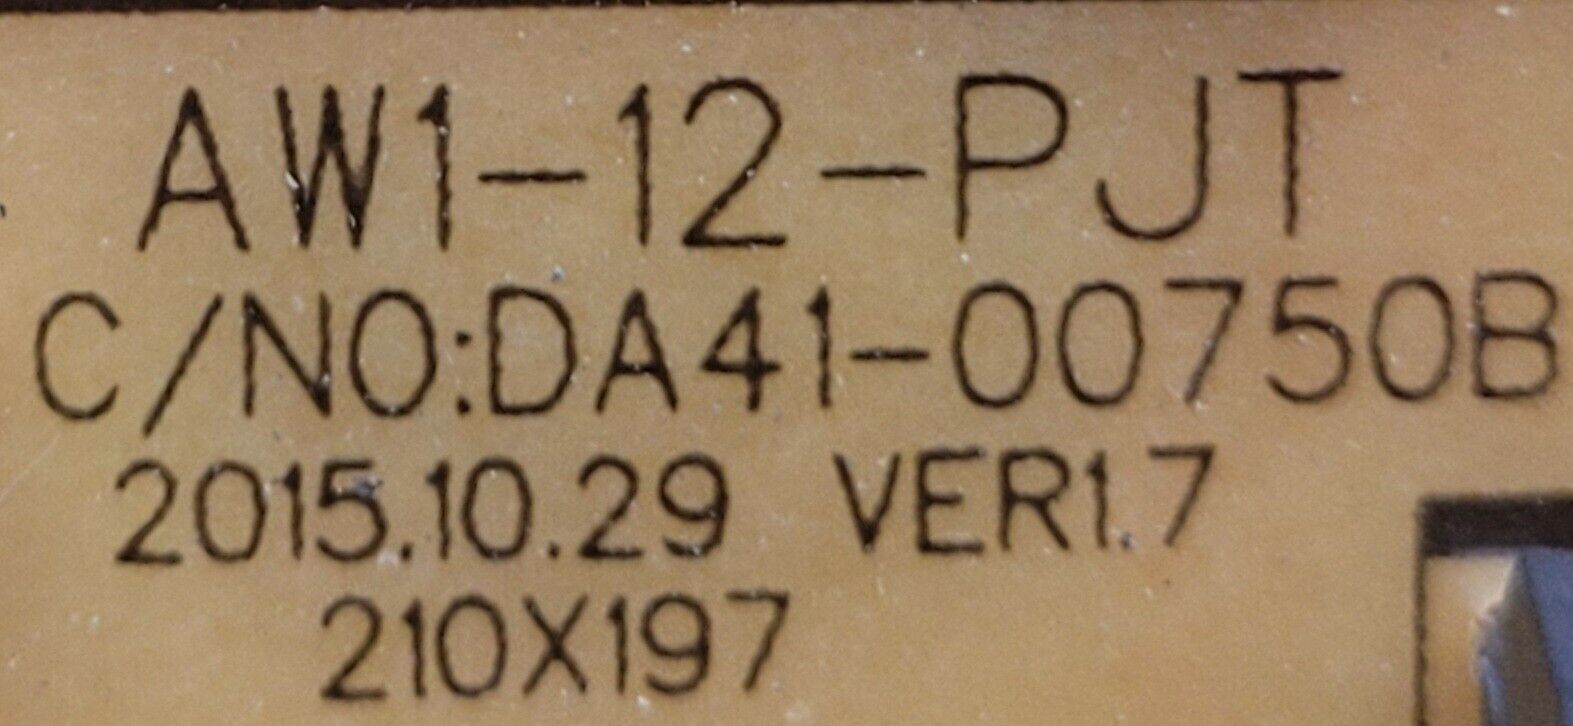 AW1-12-PJT
C/NO:DA41-00750B
2015.10.29 VER1.7
210X197